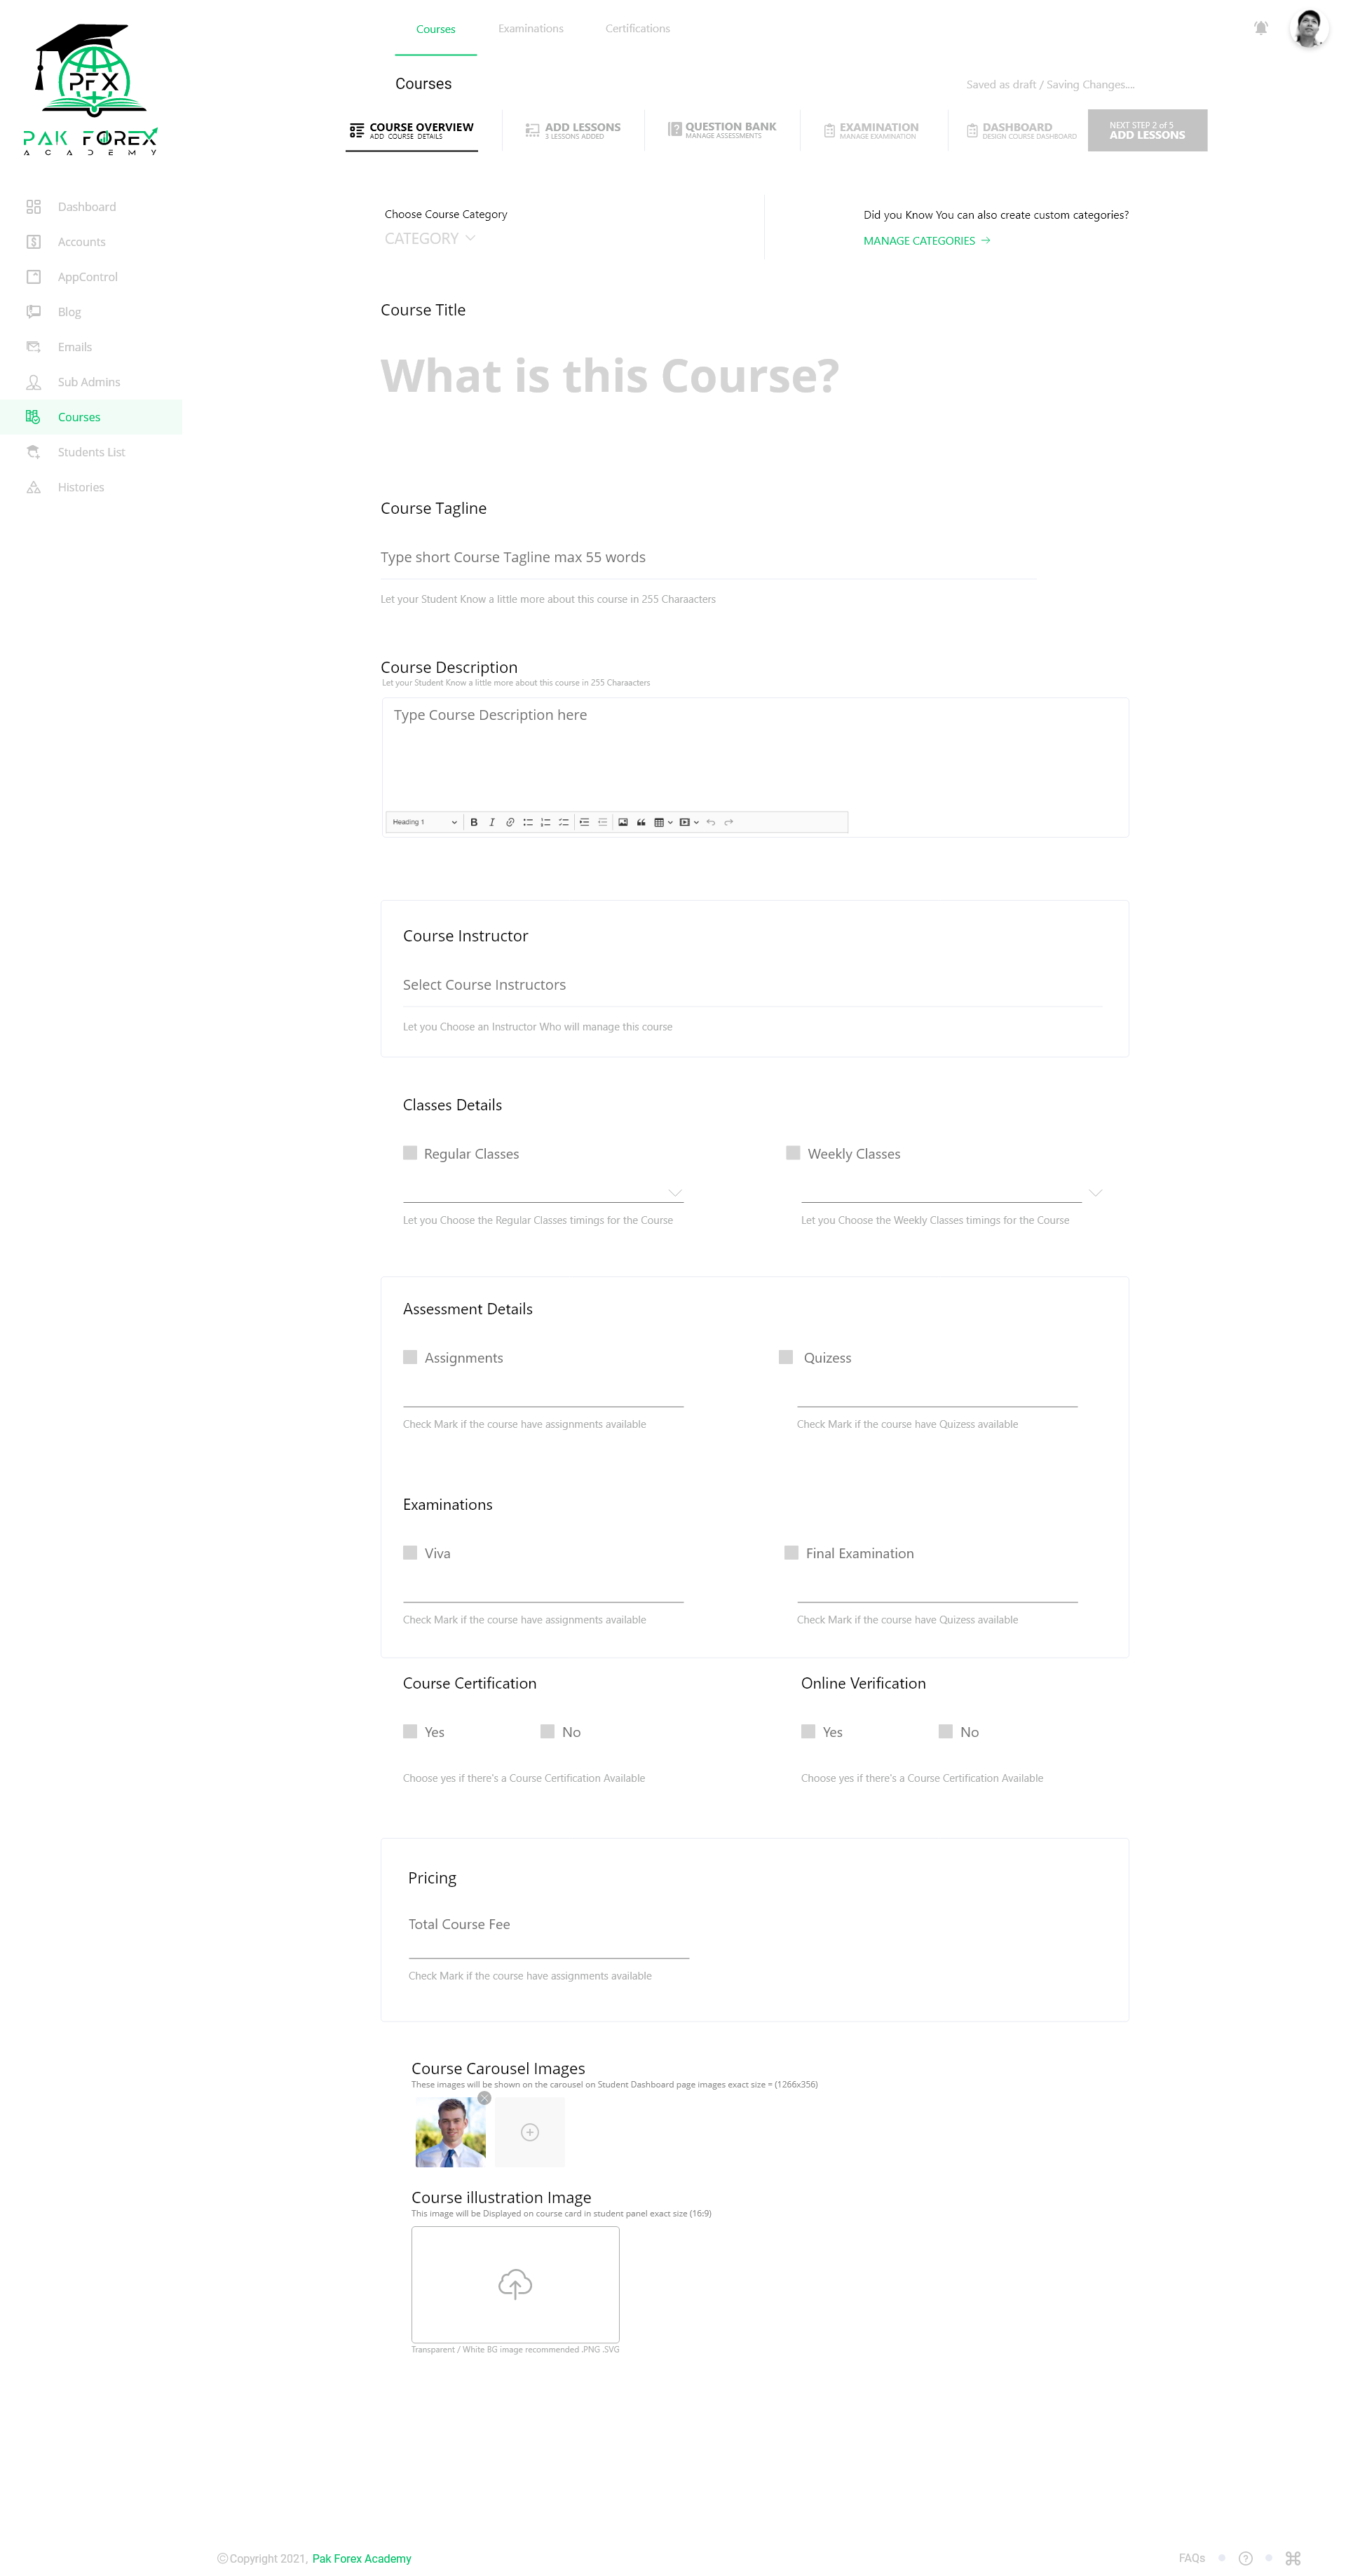 PFX
PAK FOREX
ACADEMY
Courses Examinations Certifications
Courses
Saved as draft / Saving Changes....
COURSE OVERVIEW
ADD COURSE DETAILS
ADD LESSONS
3 LESSONS ADDED
QUESTION BANK
MANAGE ASSESSMENTS
EXAMINATION
MANAGE EXAMINATION
DASHBOARD
DESIGN COURSE DASHBOARD
NEXT STEP 2 of 5
ADD LESSONS
Dashboard
Accounts
AppControl
Blog
Emails
Sub Admins
Courses
Students List
Histories
Choose Course Category
CATEGORY
Did you Know You can also create custom categories?
MANAGE CATEGORIES
Course Title
What is this Course?
Course Tagline
Type short Course Tagline max 55 words
Let your Student Know a little more about this course in 255 Charaacters
Course Description
Let your Student Know a little more about this course in 255 Charaacters
Type Course Description here
Heading 1
Course Instructor
Select Course Instructors
Let you Choose an Instructor Who will manage this course
Classes Details
Regular Classes Weekly Classes
Let you Choose the Regular Classes timings for the Course Let you Choose the Weekly Classes timings for the Course
Assessment Details
Assignments Quizess
Check Mark if the course have assignments available Check Mark if the course have Quizess available
Examinations
Viva Final Examination
Check Mark if the course have assignments available Check Mark if the course have Quizess available
Course Certification Online Verification
Yes No Yes No
Choose yes if there's a Course Certification Available Choose yes if there's a Course Certification Available
Pricing
Total Course Fee
Check Mark if the course have assignments available
Course Carousel Images
These images will be shown on the carousel on Student Dashboard page images exact size = (1266x356)
Course illustration Image
This image will be Displayed on course card in student panel exact size (16:9)
Transparent / White BG image recommended .PNG .SVG
©Copyright 2021, Pak Forex Academy
FAQs